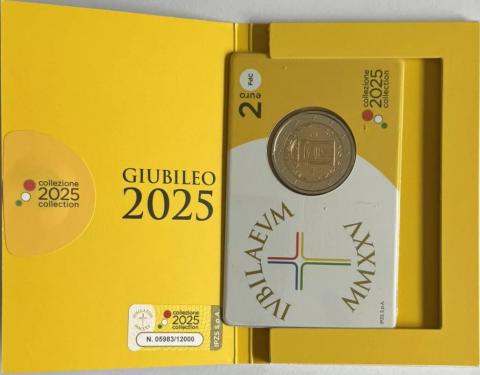 collezione
2025
collection
GIUBILEO
2025
collezione
2025
collection
N. 05983/12000
IPZS S.p.A
2 euro
FdC
collezione
2025
collection
IVBILAEVM
MMXXV
IPZS S.p.A